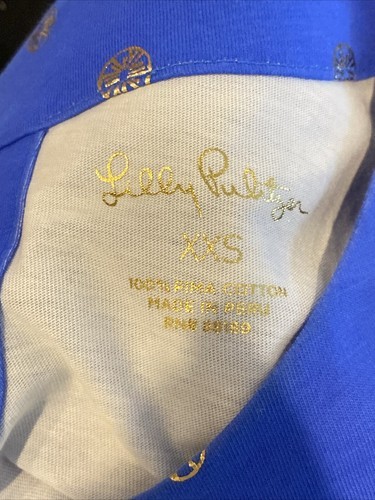 Lilly Pulitzer
XXS
100% PIMA COTTON
MADE IN PERU